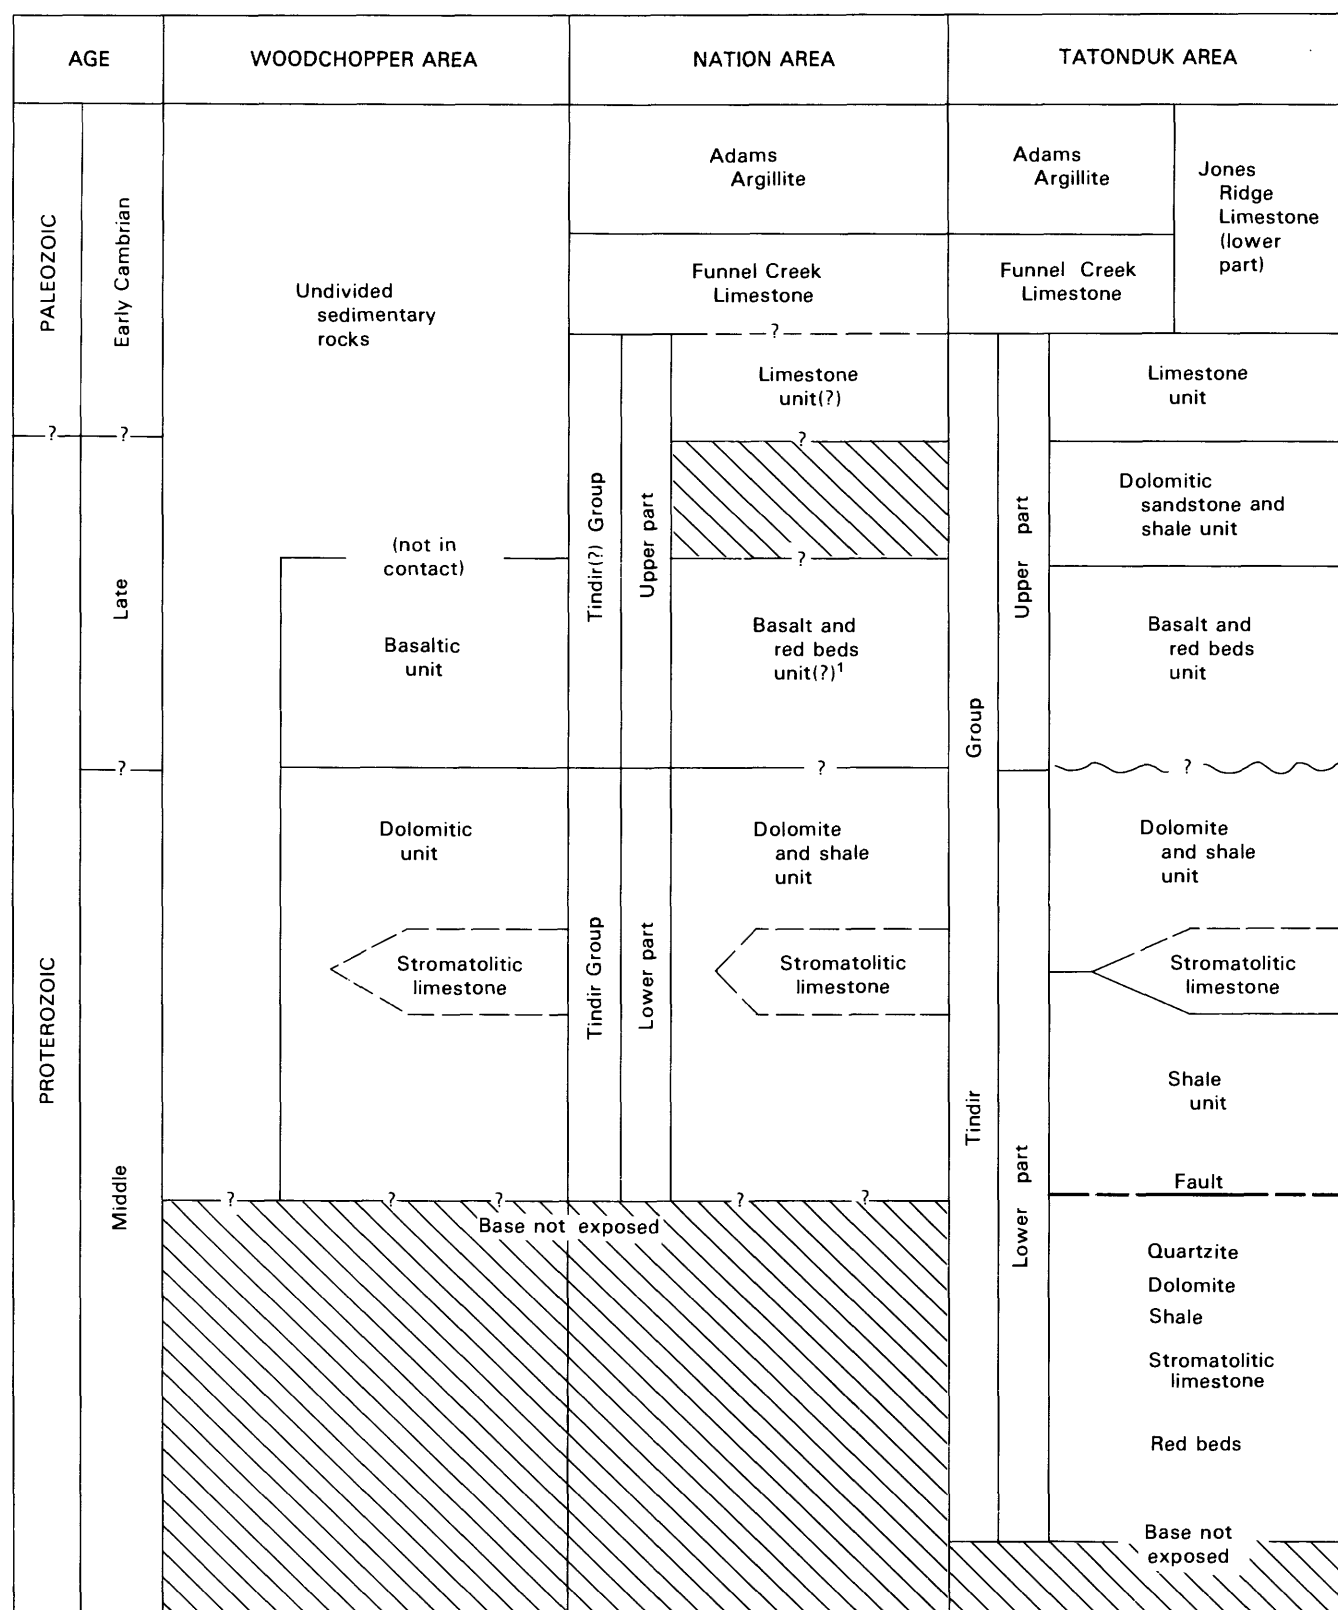 AGE
WOODCHOPPER AREA
NATION AREA
TATONDUK AREA
PALEOZOIC
Early Cambrian
PROTEROZOIC
Late
Middle
?
?
?
Undivided
sedimentary
rocks
(not in
contact)
Basaltic
unit
Dolomitic
unit
Stromatolitic
limestone
? ? ?
Adams
Argillite
Funnel Creek
Limestone
?
Tindir(?) Group
Upper part
Limestone
unit(?)
?
?
Basalt and
red beds
unit(?)1
?
Tindir Group
Lower part
Dolomite
and shale
unit
Stromatolitic
limestone
? ?
Base not exposed
Adams
Argillite
Funnel Creek
Limestone
Jones
Ridge
Limestone
(lower
part)
Tindir Group
Upper part
Limestone
unit
Dolomitic
sandstone and
shale unit
Basalt and
red beds
unit
?
Lower part
Dolomite
and shale
unit
Stromatolitic
limestone
Shale
unit
Fault
Quartzite
Dolomite
Shale
Stromatolitic
limestone
Red beds
Base not
exposed